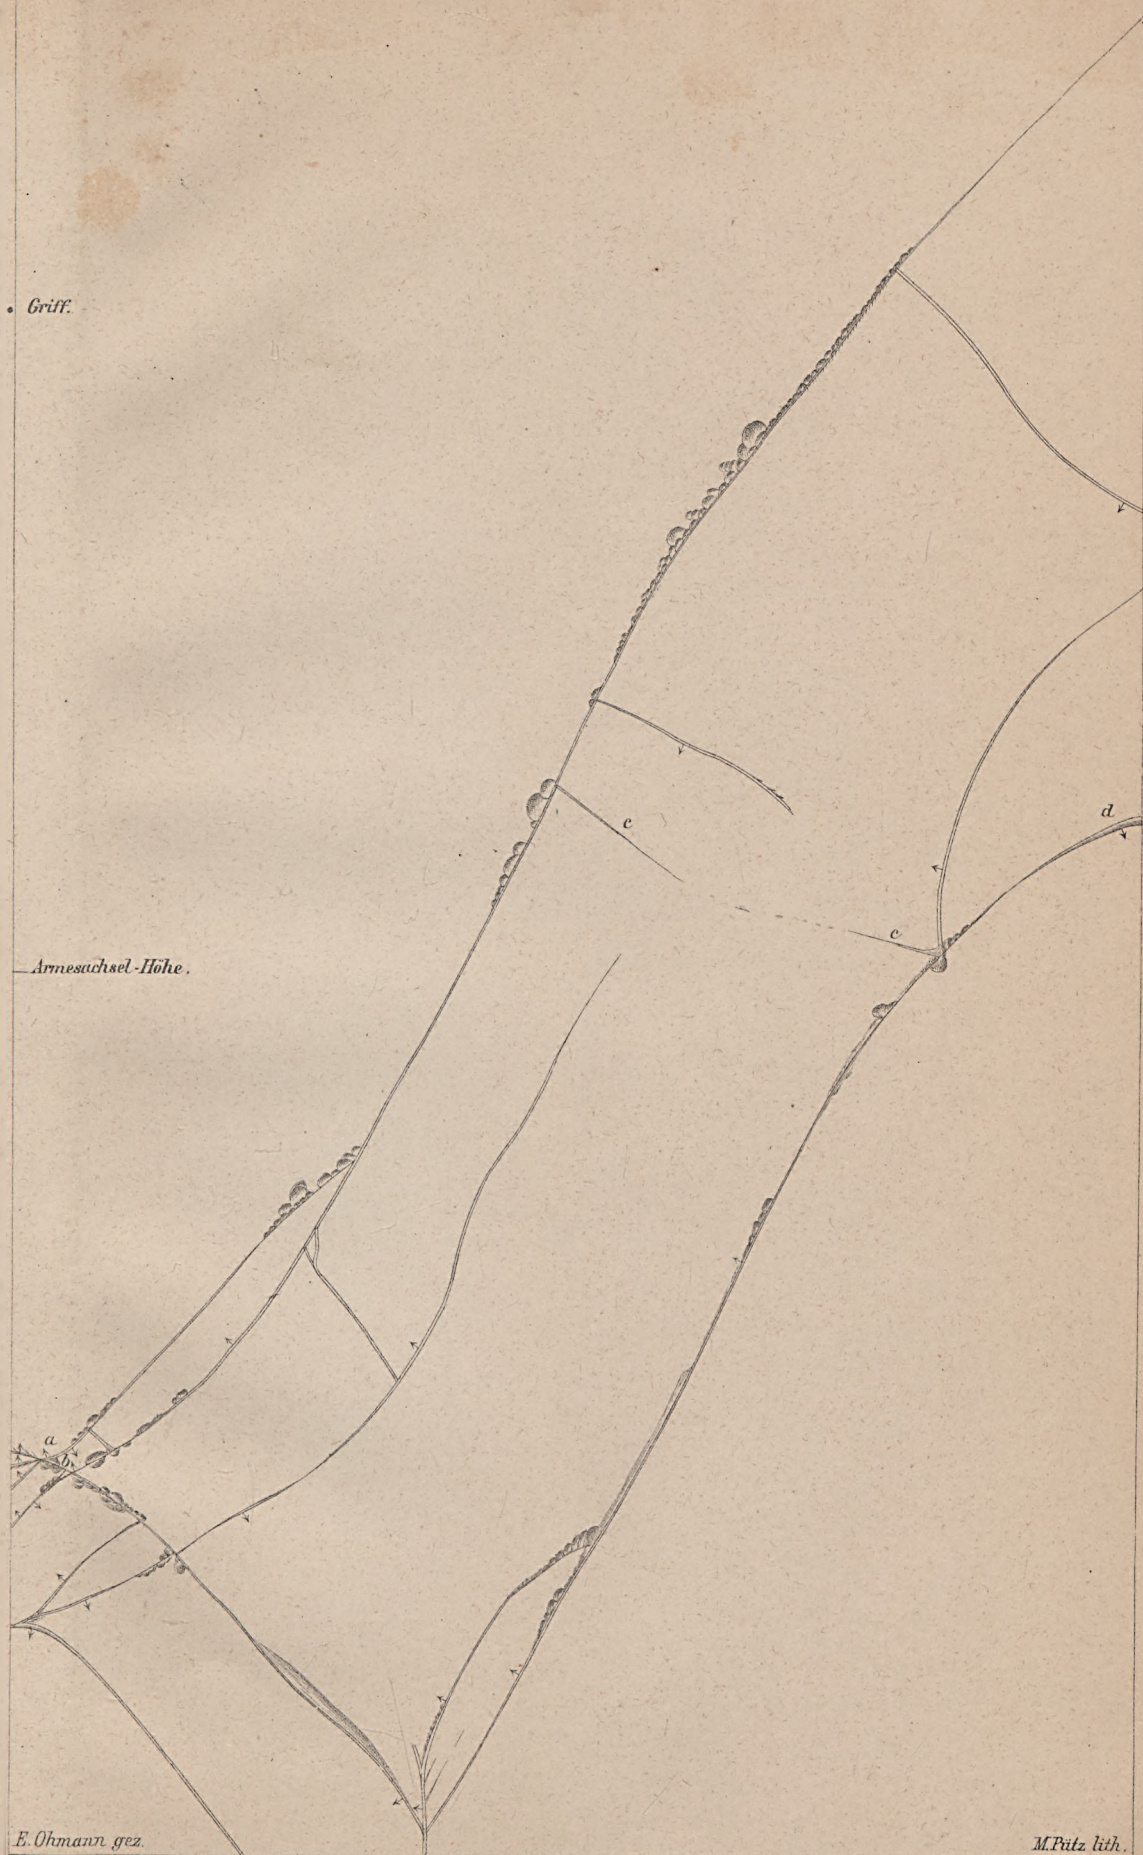 Griff.
d
c
c
Armesachsel-Höhe.
a
b
E. Ohmann gez.
M. Pütz lith.